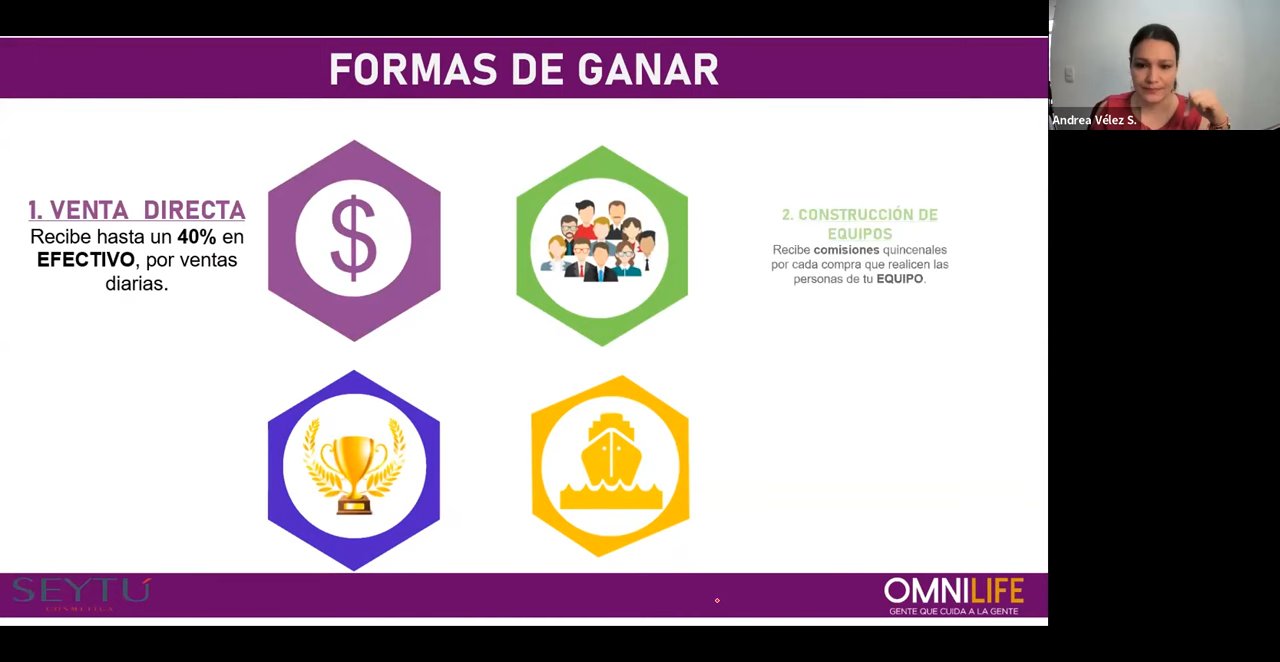 FORMAS DE GANAR
Andrea Vélez S.
1. VENTA DIRECTA
Recibe hasta un 40% en
EFECTIVO, por ventas
diarias.
$
2. CONSTRUCCIÓN DE
EQUIPOS
Recibe comisiones quincenales
por cada compra que realicen las
personas de tu EQUIPO.
SEYTÚ
COSMÉTICA
OMNILIFE
GENTE QUE CUIDA A LA GENTE